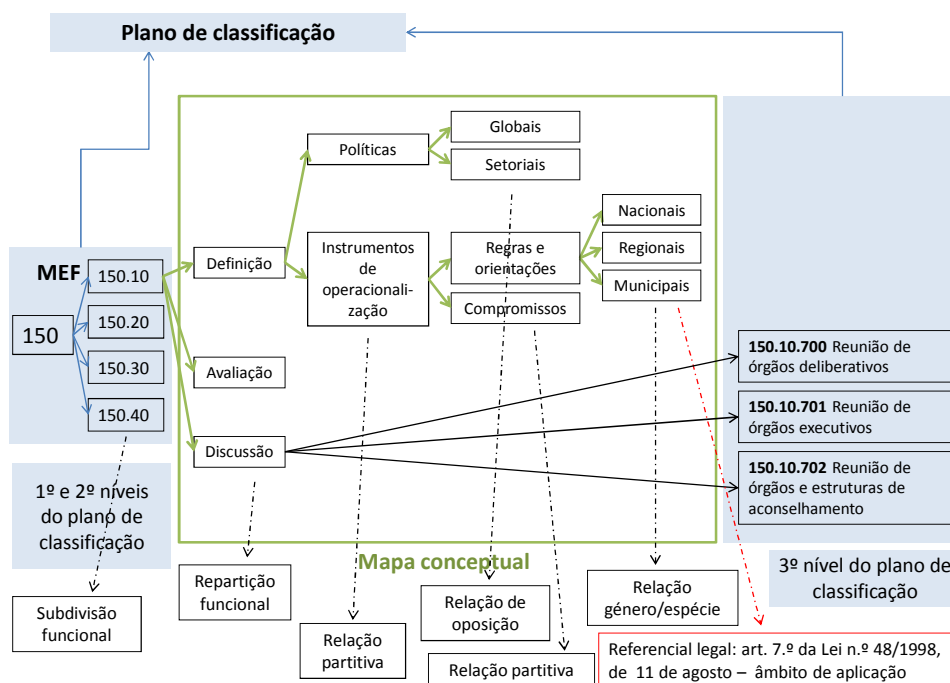 Plano de classificação
Globais
Políticas
Setoriais
Nacionais
MEF
150.10
Definição
Instrumentos
de
operacionali-
zação
Regras e
orientações
Regionais
Municipais
Compromissos
150
150.20
150.30
150.40
Avaliação
Discussão
150.10.700 Reunião de
órgãos deliberativos
150.10.701 Reunião de
órgãos executivos
150.10.702 Reunião de
órgãos e estruturas de
aconselhamento
1º e 2º níveis
do plano de
classificação
Mapa conceptual
3º nível do plano de
classificação
Subdivisão
funcional
Repartição
funcional
Relação
partitiva
Relação de
oposição
Relação partitiva
Relação
género/espécie
Referencial legal: art. 7.º da Lei n.º 48/1998,
de 11 de agosto – âmbito de aplicação